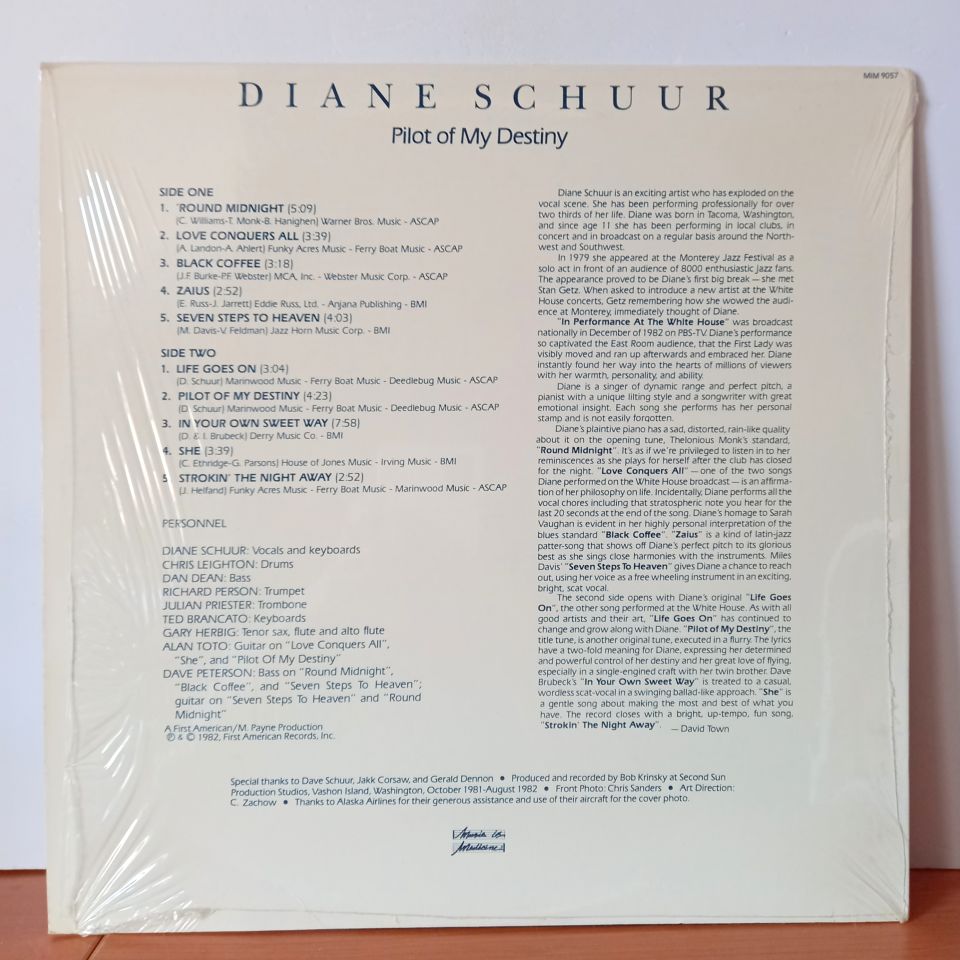 MIM 9057
DIANE SCHUUR
Pilot of My Destiny
SIDE ONE
1. 'ROUND MIDNIGHT (5:09)
(C. Williams-T. Monk-B. Hanighen) Warner Bros. Music - ASCAP
2. LOVE CONQUERS ALL (3:39)
(A. Landon-A. Ahlert) Funky Acres Music - Ferry Boat Music - ASCAP
3. BLACK COFFEE (3:18)
(J.F. Burke-P.F. Webster) MCA, Inc. - Webster Music Corp. - ASCAP
4. ZAIUS (2:52)
(E. Russ-J. Jarrett) Eddie Russ, Ltd. - Anjana Publishing - BMI
5. SEVEN STEPS TO HEAVEN (4:03)
(M. Davis-V. Feldman) Jazz Horn Music Corp. - BMI
SIDE TWO
1. LIFE GOES ON (3:04)
(D. Schuur) Marinwood Music - Ferry Boat Music - Deedlebug Music - ASCAP
2. PILOT OF MY DESTINY (4:23)
(D. Schuur) Marinwood Music - Ferry Boat Music - Deedlebug Music - ASCAP
3. IN YOUR OWN SWEET WAY (7:58)
(D. & I. Brubeck) Derry Music Co. - BMI
4. SHE (3:39)
(C. Ethridge-G. Parsons) House of Jones Music - Irving Music - BMI
5 STROKIN' THE NIGHT AWAY (2:52)
(J. Helfand) Funky Acres Music - Ferry Boat Music - Marinwood Music - ASCAP
PERSONNEL
DIANE SCHUUR: Vocals and keyboards
CHRIS LEIGHTON: Drums
DAN DEAN: Bass
RICHARD PERSON: Trumpet
JULIAN PRIESTER: Trombone
TED BRANCATO: Keyboards
GARY HERBIG: Tenor sax, flute and alto flute
ALAN TOTO: Guitar on "Love Conquers All",
"She", and "Pilot Of My Destiny"
DAVE PETERSON: Bass on "Round Midnight",
"Black Coffee", and "Seven Steps To Heaven";
guitar on "Seven Steps To Heaven" and "Round
Midnight"
A First American/M. Payne Production
℗ & © 1982, First American Records, Inc.
Diane Schuur is an exciting artist who has exploded on the
vocal scene. She has been performing professionally for over
two thirds of her life. Diane was born in Tacoma, Washington,
and since age 11 she has been performing in local clubs, in
concert and in broadcast on a regular basis around the North-
west and Southwest.
In 1979 she appeared at the Monterey Jazz Festival as a
solo act in front of an audience of 8000 enthusiastic jazz fans.
The appearance proved to be Diane's first big break — she met
Stan Getz. When asked to introduce a new artist at the White
House concerts, Getz remembering how she wowed the audi-
ence at Monterey, immediately thought of Diane.
"In Performance At The White House" was broadcast
nationally in December of 1982 on PBS-TV. Diane's performance
so captivated the East Room audience, that the First Lady was
visibly moved and ran up afterwards and embraced her. Diane
instantly found her way into the hearts of millions of viewers
with her warmth, personality, and ability.
Diane is a singer of dynamic range and perfect pitch, a
pianist with a unique lilting style and a songwriter with great
emotional insight. Each song she performs has her personal
stamp and is not easily forgotten.
Diane's plaintive piano has a sad, distorted, rain-like quality
about it on the opening tune, Thelonious Monk's standard,
"Round Midnight". It's as if we're privileged to listen in to her
reminiscences as she plays for herself after the club has closed
for the night. "Love Conquers All" — one of the two songs
Diane performed on the White House broadcast — is an affirma-
tion of her philosophy on life. Incidentally, Diane performs all the
vocal chores including that stratospheric note you hear for the
last 20 seconds at the end of the song. Diane's homage to Sarah
Vaughan is evident in her highly personal interpretation of the
blues standard "Black Coffee". "Zaius" is a kind of latin-jazz
patter-song that shows off Diane's perfect pitch to its glorious
best as she sings close harmonies with the instruments. Miles
Davis' "Seven Steps To Heaven" gives Diane a chance to reach
out, using her voice as a free wheeling instrument in an exciting,
bright, scat vocal.
The second side opens with Diane's original "Life Goes
On", the other song performed at the White House. As with all
good artists and their art, "Life Goes On" has continued to
change and grow along with Diane. "Pilot of My Destiny", the
title tune, is another original tune, executed in a flurry. The lyrics
have a two-fold meaning for Diane, expressing her determined
and powerful control of her destiny and her great love of flying,
especially in a single-engined craft with her twin brother. Dave
Brubeck's "In Your Own Sweet Way" is treated to a casual,
wordless scat-vocal in a swinging ballad-like approach. "She" is
a gentle song about making the most and best of what you
have. The record closes with a bright, up-tempo, fun song,
"Strokin' The Night Away".
— David Town
Special thanks to Dave Schuur, Jakk Corsaw, and Gerald Dennon • Produced and recorded by Bob Krinsky at Second Sun
Production Studios, Vashon Island, Washington, October 1981-August 1982 • Front Photo: Chris Sanders • Art Direction:
C. Zachow • Thanks to Alaska Airlines for their generous assistance and use of their aircraft for the cover photo.
Music is
Medicine